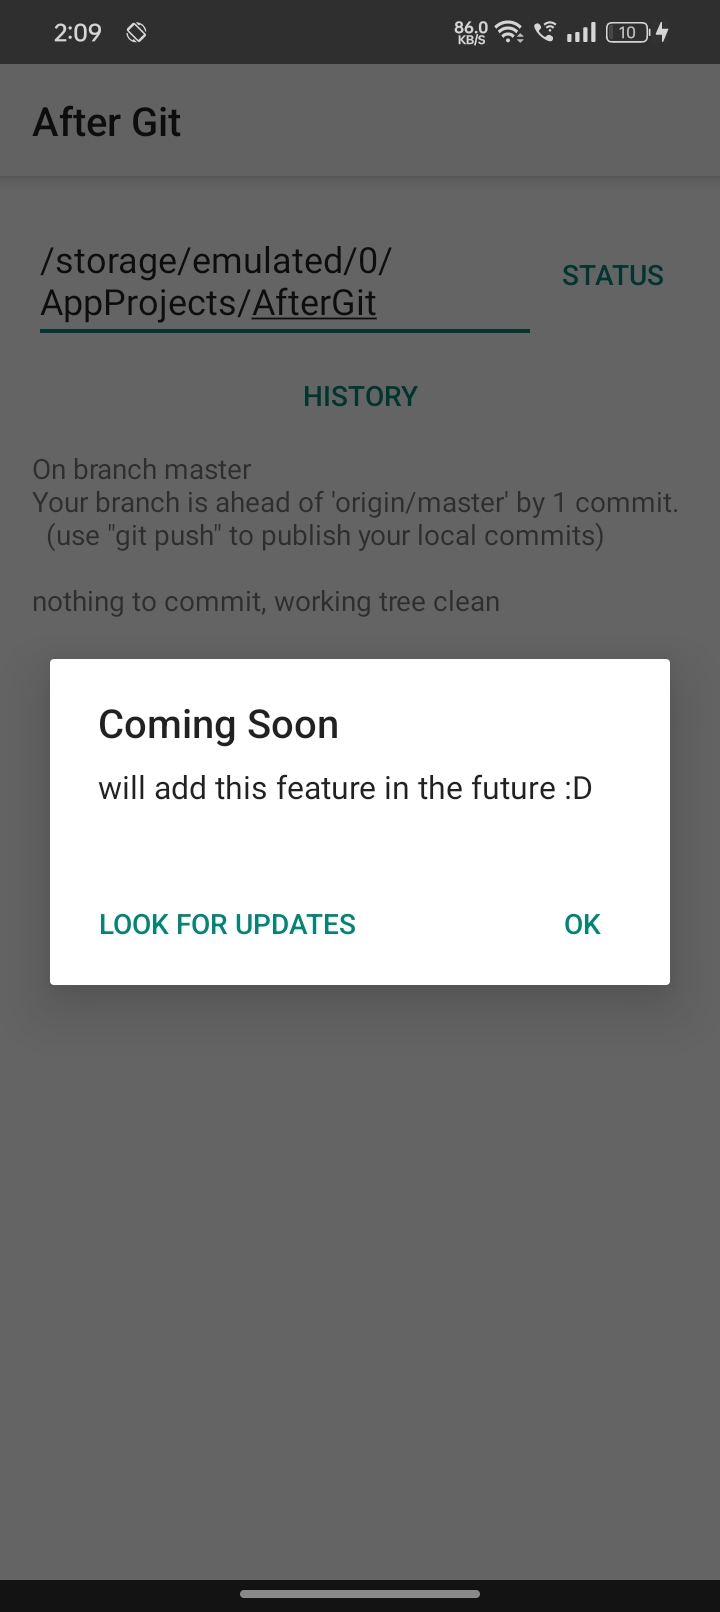 2:09
86.0
KB/S
10
After Git
/storage/emulated/0/
AppProjects/AfterGit
STATUS
HISTORY
On branch master
Your branch is ahead of 'origin/master' by 1 commit.
(use "git push" to publish your local commits)
nothing to commit, working tree clean
Coming Soon
will add this feature in the future :D
LOOK FOR UPDATES
OK